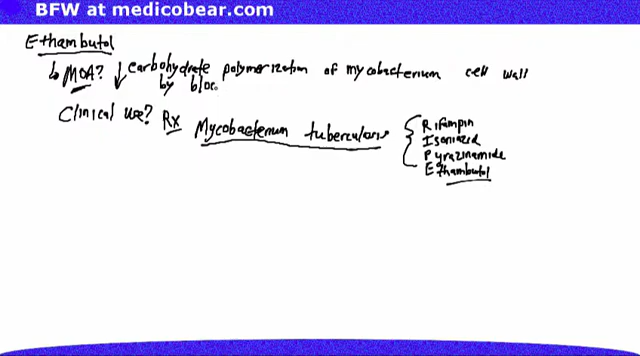 BFW at medicobear.com
Ethambutol
↳ MOA? ↓ carbohydrate polymerization of mycobacterium cell wall
by bloc
Clinical use? Rx Mycobacterium tuberculosis
Rifampin
Isoniazid
Pyrazinamide
Ethambutol